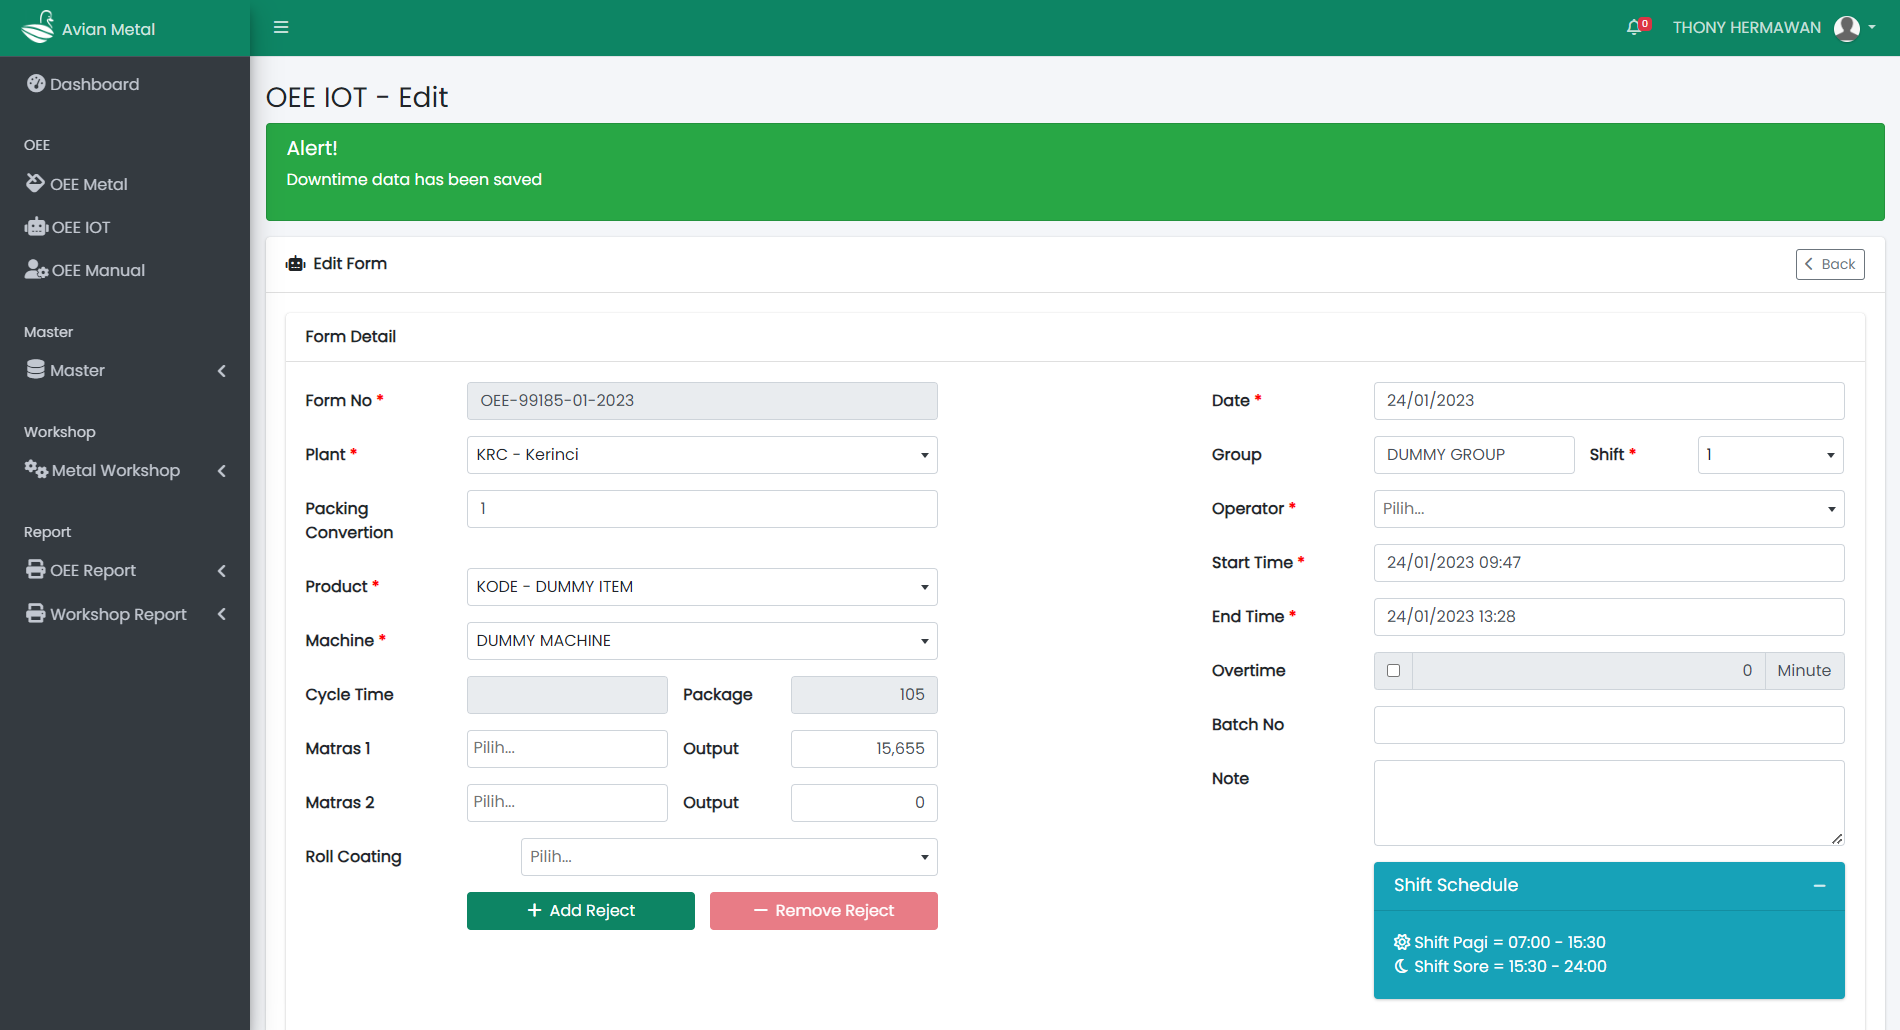 Avian Metal
0
THONY HERMAWAN
Dashboard
OEE
OEE Metal
OEE IOT
OEE Manual
Master
Master
Workshop
Metal Workshop
Report
OEE Report
Workshop Report
OEE IOT - Edit
Alert!
Downtime data has been saved
Edit Form
Back
Form Detail
Form No *
OEE-99185-01-2023
Plant *
KRC - Kerinci
Packing
Convertion
1
Product *
KODE - DUMMY ITEM
Machine *
DUMMY MACHINE
Cycle Time
Package
105
Matras 1
Pilih...
Output
15,655
Matras 2
Pilih...
Output
0
Roll Coating
Pilih...
+ Add Reject
− Remove Reject
Date *
24/01/2023
Group
DUMMY GROUP
Shift *
1
Operator *
Pilih...
Start Time *
24/01/2023 09:47
End Time *
24/01/2023 13:28
Overtime
0
Minute
Batch No
Note
Shift Schedule
Shift Pagi = 07:00 - 15:30
Shift Sore = 15:30 - 24:00